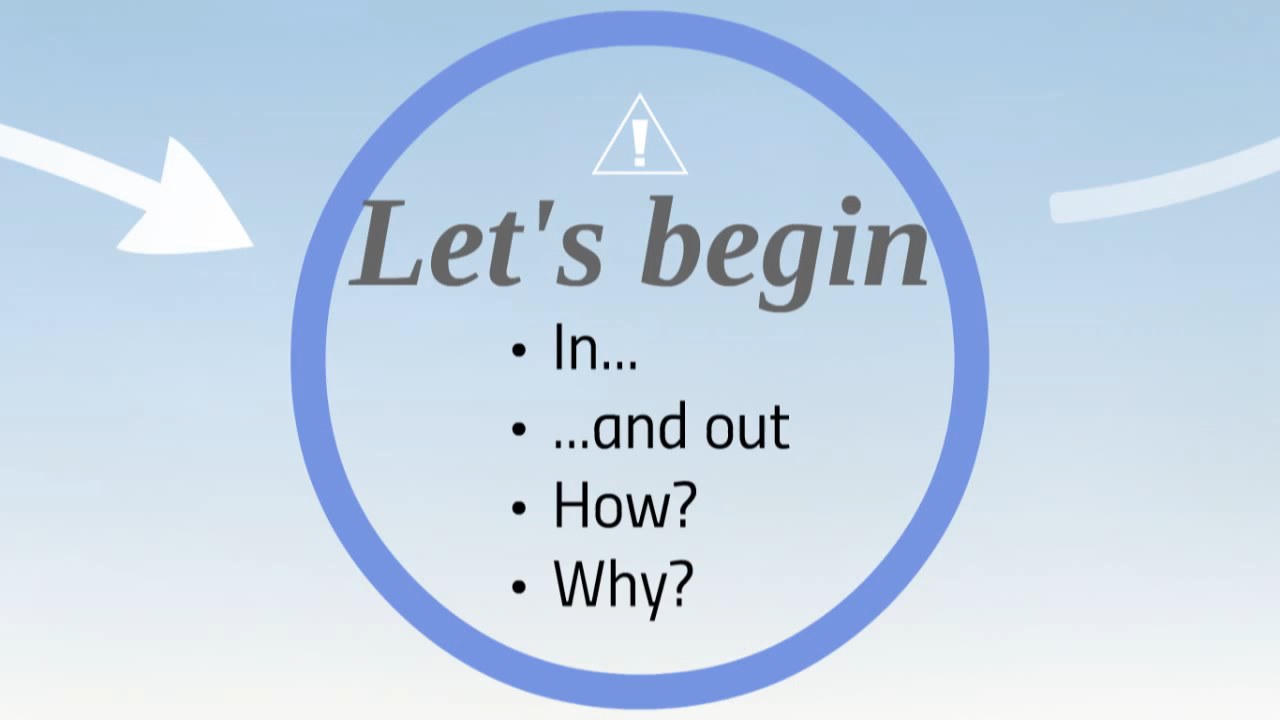 Let's begin
• In...
• ...and out
• How?
• Why?